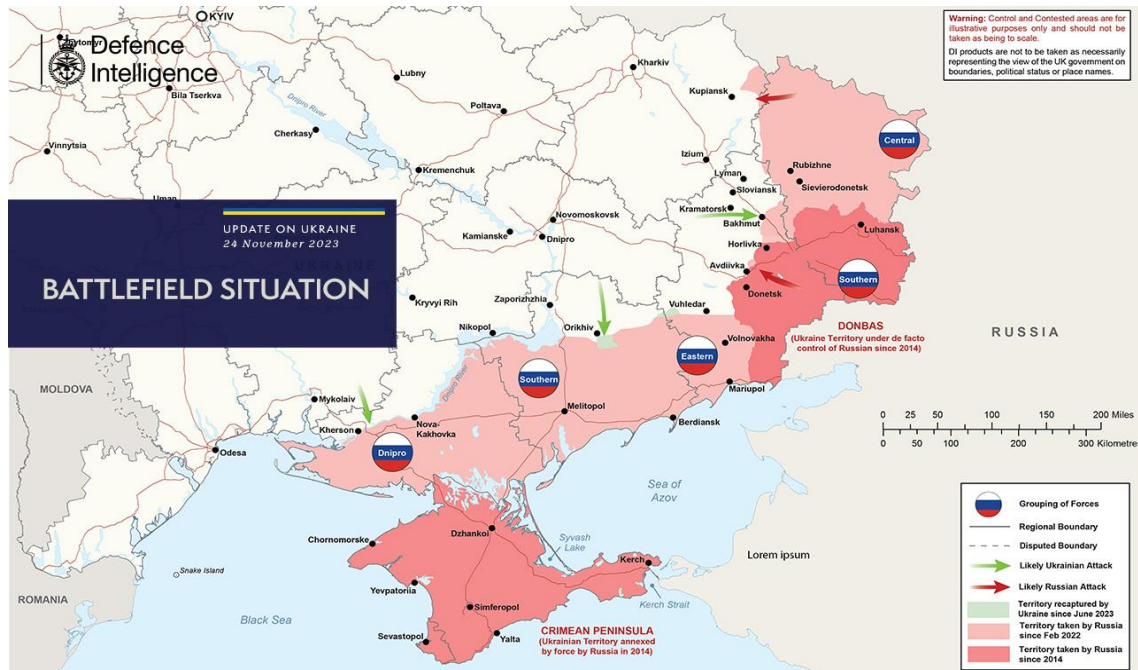 KYIV
Zhytomyr
Defence
Intelligence
Bila Tserkva
Lubny
Kharkiv
Poltava
Kupiansk
Dnipro River
Cherkasy
Vinnytsia
Kremenchuk
Izium
Lyman
Sloviansk
Rubizhne
Sievierodonetsk
Central
Uman
Kramatorsk
Bakhmut
Novomoskovsk
Kamianske
Dnipro
Horlivka
Luhansk
Avdiivka
Donetsk
Southern
UPDATE ON UKRAINE
24 November 2023
UKRAINE
BATTLEFIELD SITUATION
Kryvyi Rih
Zaporizhzhia
Nikopol
Orikhiv
Vuhledar
Volnovakha
Eastern
Southern
DONBAS
(Ukraine Territory under de facto
control of Russian since 2014)
RUSSIA
MOLDOVA
Dnipro River
Mykolaiv
Kherson
Nova-
Kakhovka
Melitopol
Mariupol
Berdiansk
Odesa
Dnipro
Sea of
Azov
Chornomorske
Dzhankoi
Syvash
Lake
Kerch
Lorem ipsum
Kerch Strait
Snake Island
ROMANIA
Black Sea
Yevpatoriia
Simferopol
Sevastopol
Yalta
CRIMEAN PENINSULA
(Ukrainian Territory annexed
by force by Russia in 2014)
Warning: Control and Contested areas are for
illustrative purposes only and should not be
taken as being to scale.
DI products are not to be taken as necessarily
representing the view of the UK government on
boundaries, political status or place names.
0 25 50 100 150 200 Miles
0 50 100 200 300 Kilometres
Grouping of Forces
Regional Boundary
Disputed Boundary
Likely Ukrainian Attack
Likely Russian Attack
Territory recaptured by
Ukraine since June 2023
Territory taken by Russia
since Feb 2022
Territory taken by Russia
since 2014